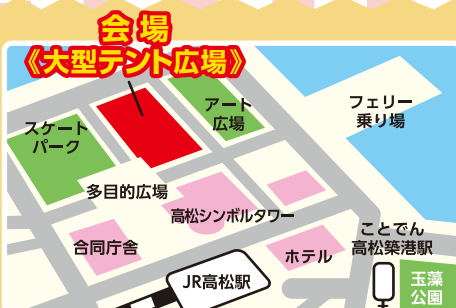 会場
《大型テント広場》
アート
広場
フェリー
乗り場
スケート
パーク
多目的広場
高松シンボルタワー
ことでん
高松築港駅
合同庁舎
ホテル
JR高松駅
玉藻
公園